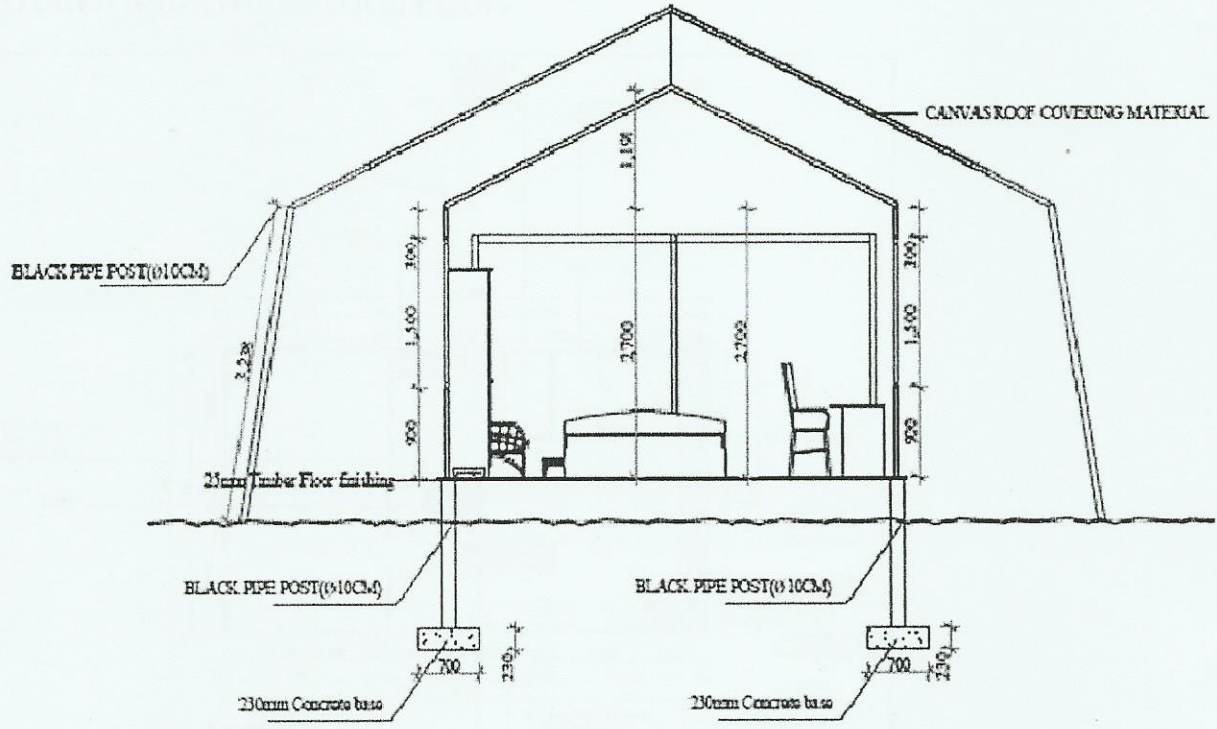 CANVAS ROOF COVERING MATERIAL
1,191
BLACK PIPE POST(Ø10CM)
300
300
1,500
2,700
2,700
1,500
900
900
25mm Timber Floor finishing
BLACK PIPE POST(Ø10CM)
BLACK PIPE POST(Ø10CM)
700
230
700
230
230mm Concrete base
230mm Concrete base